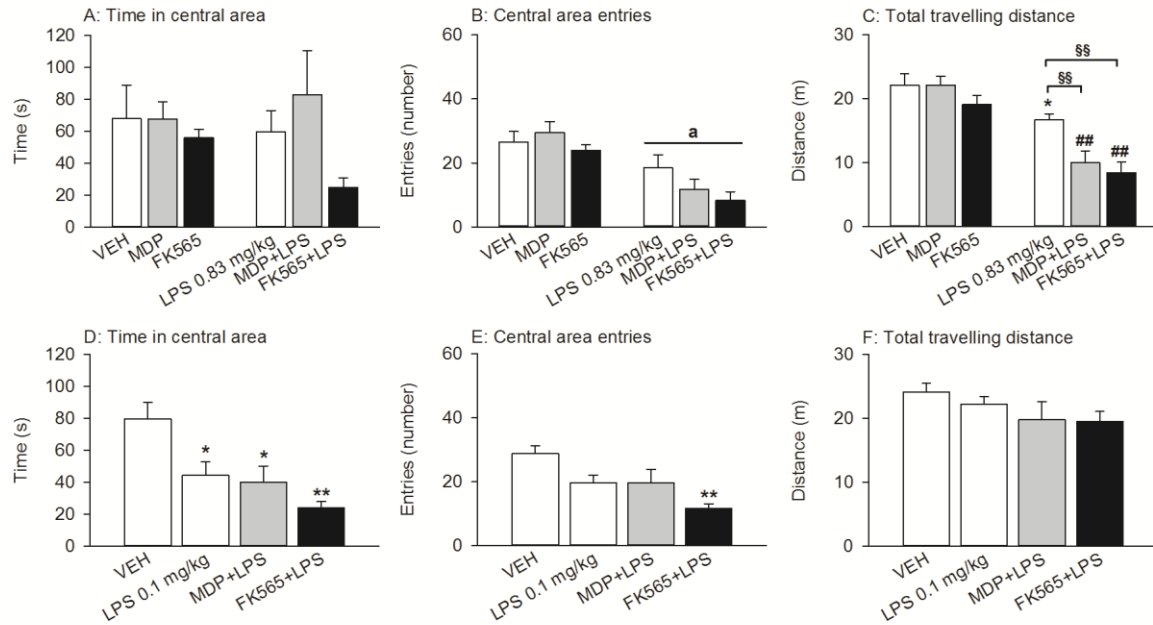 A: Time in central area
Time (s)
120
100
80
60
40
20
0
VEH
MDP
FK565
LPS 0.83 mg/kg
MDP+LPS
FK565+LPS
B: Central area entries
Entries (number)
60
40
20
0
a
VEH
MDP
FK565
LPS 0.83 mg/kg
MDP+LPS
FK565+LPS
C: Total travelling distance
Distance (m)
30
20
10
0
§§
§§
*
##
##
VEH
MDP
FK565
LPS 0.83 mg/kg
MDP+LPS
FK565+LPS
D: Time in central area
Time (s)
120
100
80
60
40
20
0
*
*
**
VEH
LPS 0.1 mg/kg
MDP+LPS
FK565+LPS
E: Central area entries
Entries (number)
60
40
20
0
**
VEH
LPS 0.1 mg/kg
MDP+LPS
FK565+LPS
F: Total travelling distance
Distance (m)
30
20
10
0
VEH
LPS 0.1 mg/kg
MDP+LPS
FK565+LPS